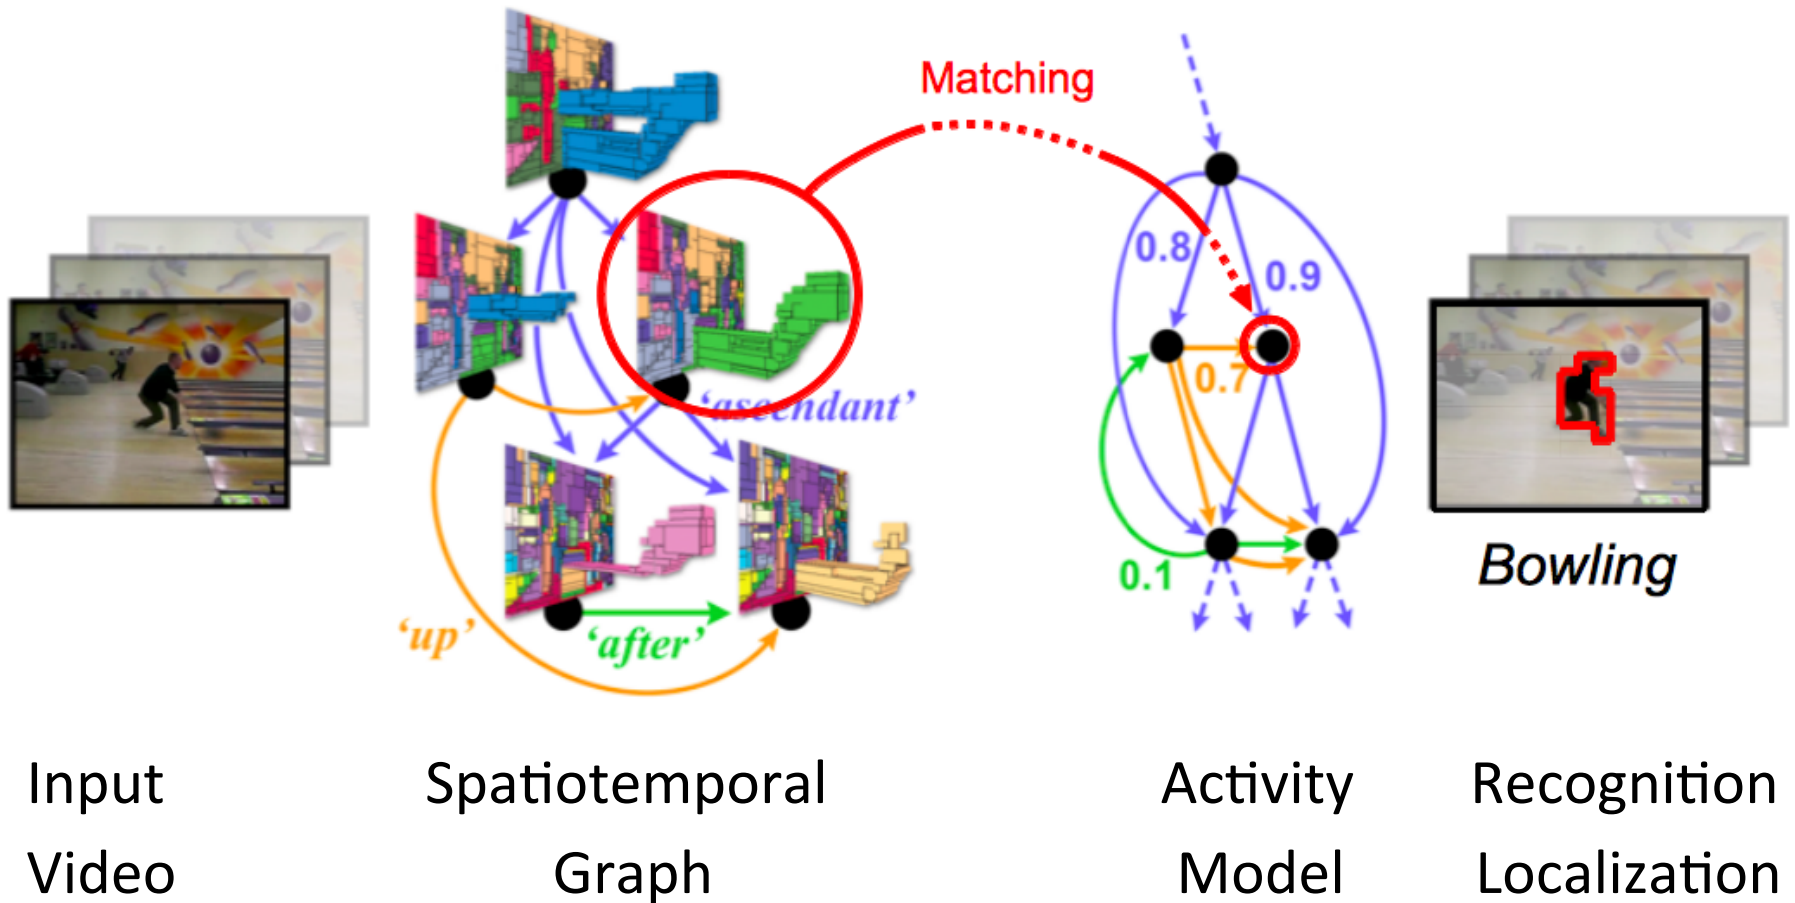 Matching
0.8
0.9
0.7
‘ascendant’
0.1
‘up’
‘after’
Bowling
Input Video
Spatiotemporal Graph
Activity Model
Recognition Localization